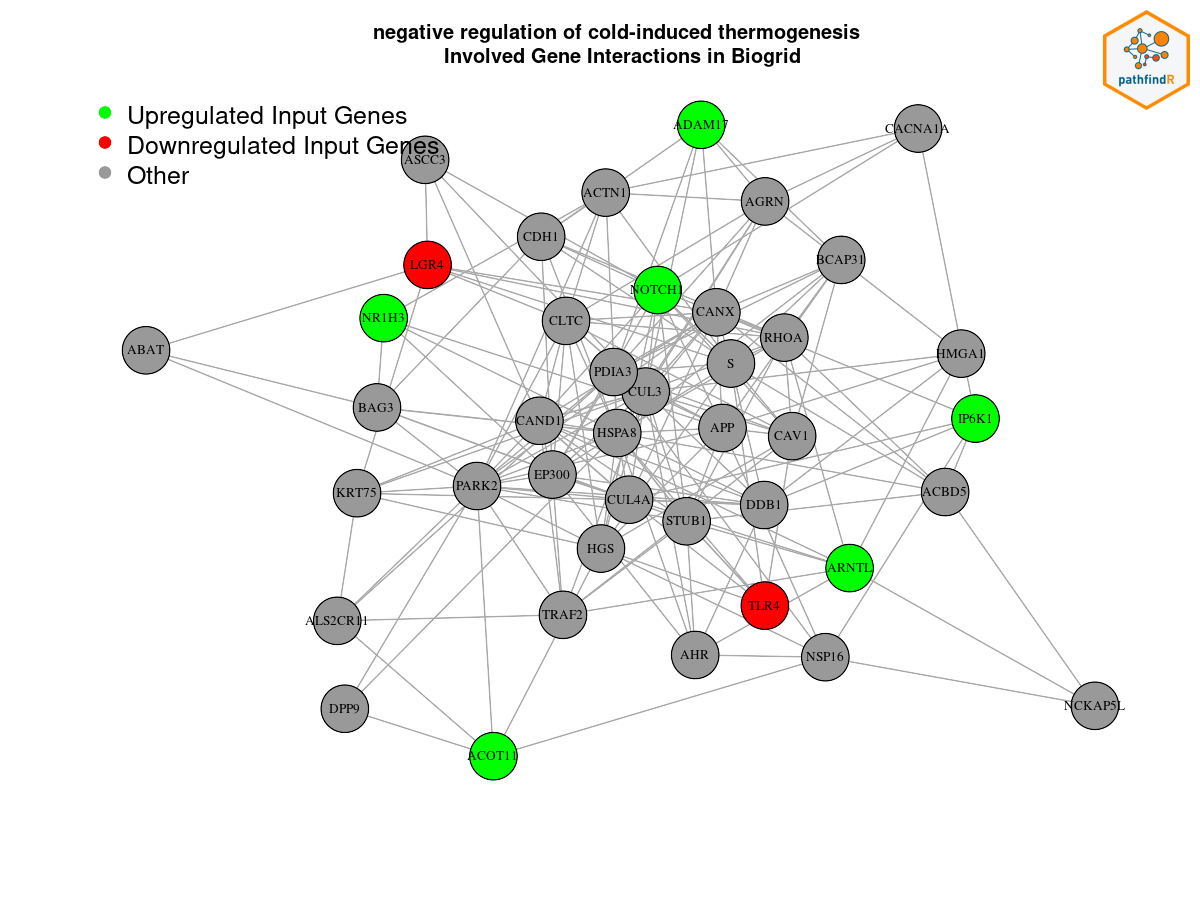 negative regulation of cold-induced thermogenesis
Involved Gene Interactions in Biogrid
pathfindR
Upregulated Input Genes
Downregulated Input Genes
Other
ADAM17
CACNA1A
ASCC3
ACTN1
AGRN
CDH1
BCAP31
LGR4
NOTCH1
CANX
NR1H3
CLTC
RHOA
ABAT
HMGA1
S
PDIA3
CUL3
BAG3
IP6K1
CAND1
HSPA8
APP
CAV1
EP300
PARK2
KRT75
ACBD5
CUL4A
DDB1
STUB1
HGS
ARNTL
TLR4
TRAF2
ALS2CR11
AHR
NSP16
DPP9
NCKAP5L
ACOT11